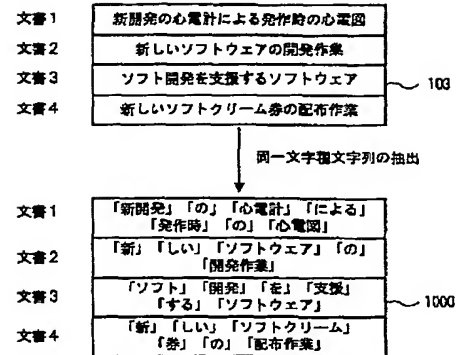 文書1 新開発の心電計による発作時の心電図
文書2 新しいソフトウェアの開発作業
文書3 ソフト開発を支援するソフトウェア
103
文書4 新しいソフトクリーム券の配布作業
同一文字種文字列の抽出
文書1 「新開発」「の」「心電計」「による」
「発作時」「の」「心電図」
文書2 「新」「しい」「ソフトウェア」「の」
「開発作業」
文書3 「ソフト」「開発」「を」「支援」
「する」「ソフトウェア」
1000
文書4 「新」「しい」「ソフトクリーム」
「券」「の」「配布作業」